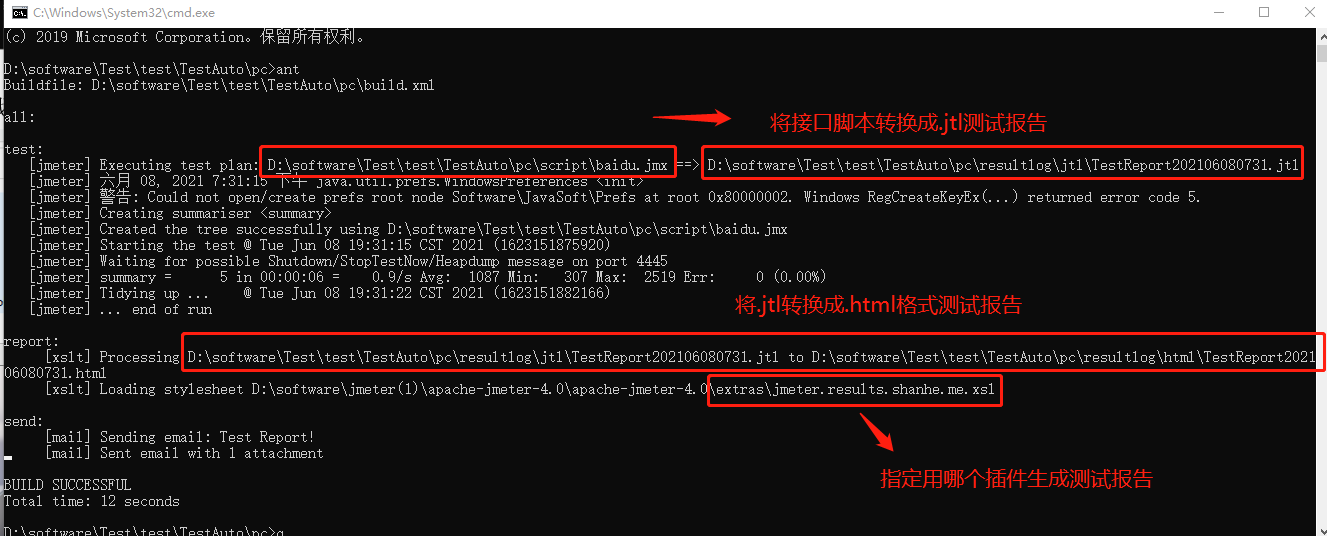 C:\Windows\System32\cmd.exe
(c) 2019 Microsoft Corporation。保留所有权利。
D:\software\Test\test\TestAuto\pc>ant
Buildfile: D:\software\Test\test\TestAuto\pc\build.xml
all:
将接口脚本转换成.jtl测试报告
test:
[jmeter] Executing test plan: D:\software\Test\test\TestAuto\pc\script\baidu.jmx ==> D:\software\Test\test\TestAuto\pc\resultlog\jtl\TestReport202106080731.jtl
[jmeter] 六月 08, 2021 7:31:15 下午 java.util.prefs.WindowsPreferences <init>
[jmeter] 警告: Could not open/create prefs root node Software\JavaSoft\Prefs at root 0x80000002. Windows RegCreateKeyEx(...) returned error code 5.
[jmeter] Creating summariser <summary>
[jmeter] Created the tree successfully using D:\software\Test\test\TestAuto\pc\script\baidu.jmx
[jmeter] Starting the test @ Tue Jun 08 19:31:15 CST 2021 (1623151875920)
[jmeter] Waiting for possible Shutdown/StopTestNow/Heapdump message on port 4445
[jmeter] summary =      5 in 00:00:06 =    0.9/s Avg:  1087 Min:   307 Max:  2519 Err:     0 (0.00%)
[jmeter] Tidying up ...    @ Tue Jun 08 19:31:22 CST 2021 (1623151882166)
[jmeter] ... end of run
将.jtl转换成.html格式测试报告
report:
[xslt] Processing D:\software\Test\test\TestAuto\pc\resultlog\jtl\TestReport202106080731.jtl to D:\software\Test\test\TestAuto\pc\resultlog\html\TestReport2021
06080731.html
[xslt] Loading stylesheet D:\software\jmeter(1)\apache-jmeter-4.0\apache-jmeter-4.0\extras\jmeter.results.shanhe.me.xsl
send:
[mail] Sending email: Test Report!
[mail] Sent email with 1 attachment
指定用哪个插件生成测试报告
BUILD SUCCESSFUL
Total time: 12 seconds
D:\software\Test\test\TestAuto\pc>q